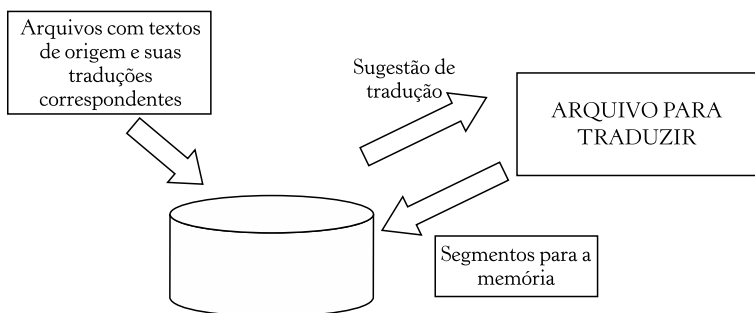 Arquivos com textos
de origem e suas
traduções
correspondentes
Sugestão de
tradução
ARQUIVO PARA
TRADUZIR
Segmentos para a
memória